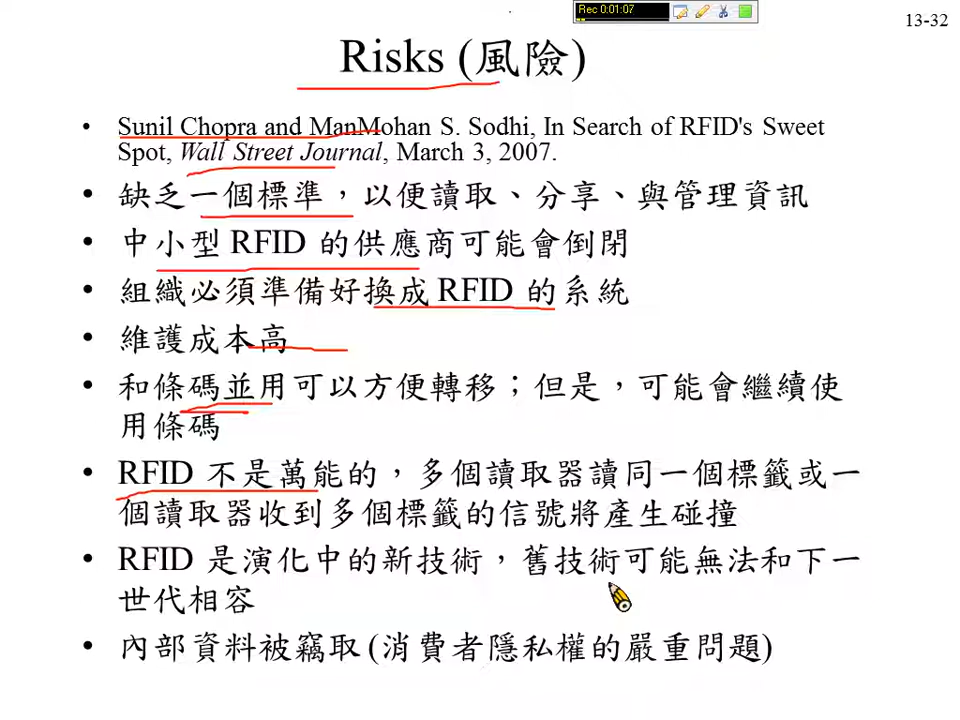 Rec 0:01:07
13-32
Risks (風險)
• Sunil Chopra and ManMohan S. Sodhi, In Search of RFID's Sweet
Spot, Wall Street Journal, March 3, 2007.
• 缺乏一個標準，以便讀取、分享、與管理資訊
• 中小型 RFID 的供應商可能會倒閉
• 組織必須準備好換成 RFID 的系統
• 維護成本高
• 和條碼並用可以方便轉移；但是，可能會繼續使
用條碼
• RFID 不是萬能的，多個讀取器讀同一個標籤或一
個讀取器收到多個標籤的信號將產生碰撞
• RFID 是演化中的新技術，舊技術可能無法和下一
世代相容
• 內部資料被竊取 (消費者隱私權的嚴重問題)